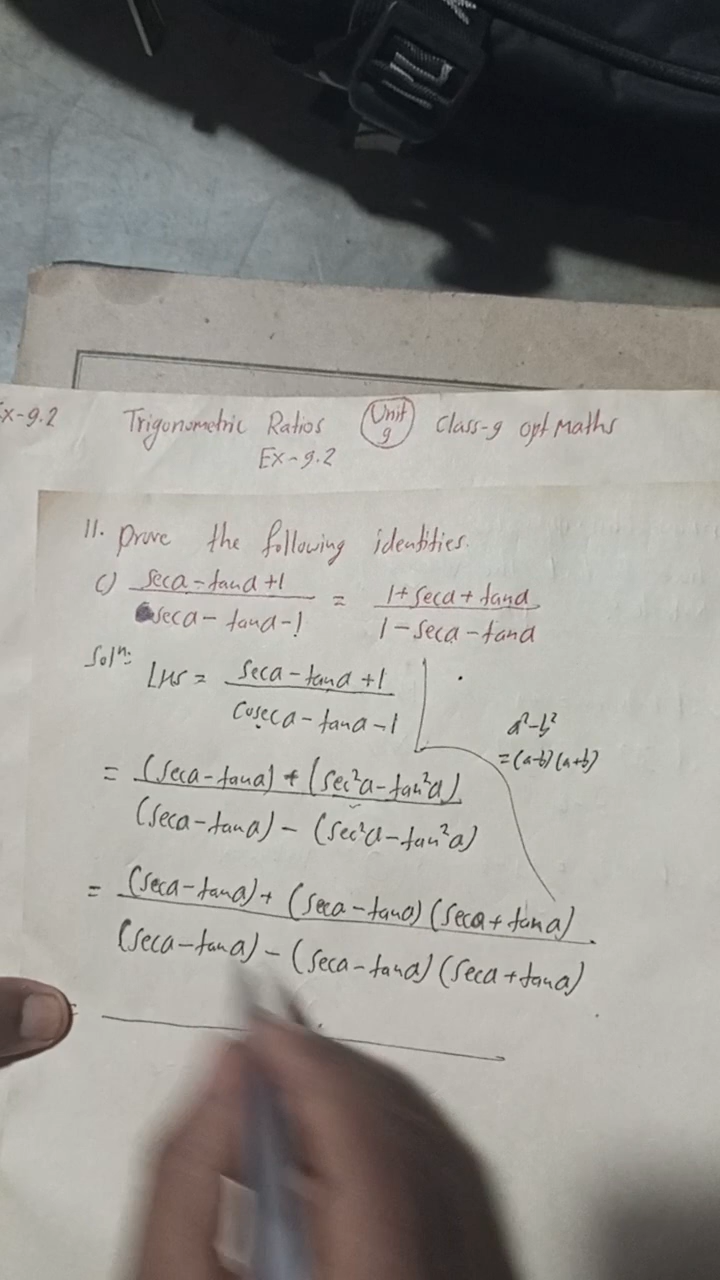 Ex-9.2 Trigonometric Ratios Unit 9 Class-9 opt Maths
Ex-9.2
11. prove the following identities.
c) (seca-tana+1)/(seca-tana-1) = (1+seca+tana)/(1-seca-tana)
Solⁿ: LHS = (seca-tana+1)/(coseca-tana-1)
a²-b²
=(a-b)(a+b)
= ((seca-tana)+(sec²a-tan²a))/((seca-tana)-(sec²a-tan²a))
= ((seca-tana)+(seca-tana)(seca+tana))/((seca-tana)-(seca-tana)(seca+tana))
=